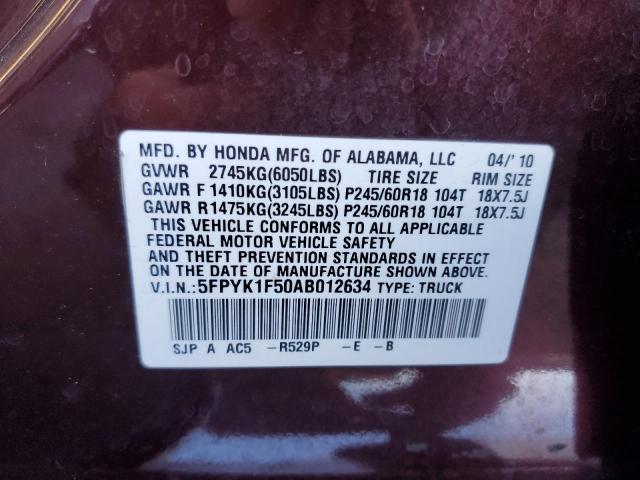 MFD. BY HONDA MFG. OF ALABAMA, LLC 04/'10
GVWR 2745KG(6050LBS) TIRE SIZE RIM SIZE
GAWR F 1410KG(3105LBS) P245/60R18 104T 18X7.5J
GAWR R1475KG(3245LBS) P245/60R18 104T 18X7.5J
THIS VEHICLE CONFORMS TO ALL APPLICABLE
FEDERAL MOTOR VEHICLE SAFETY
AND THEFT PREVENTION STANDARDS IN EFFECT
ON THE DATE OF MANUFACTURE SHOWN ABOVE.
V.I.N.: 5FPYK1F50AB012634 TYPE: TRUCK
SJP A AC5 -R529P -E -B